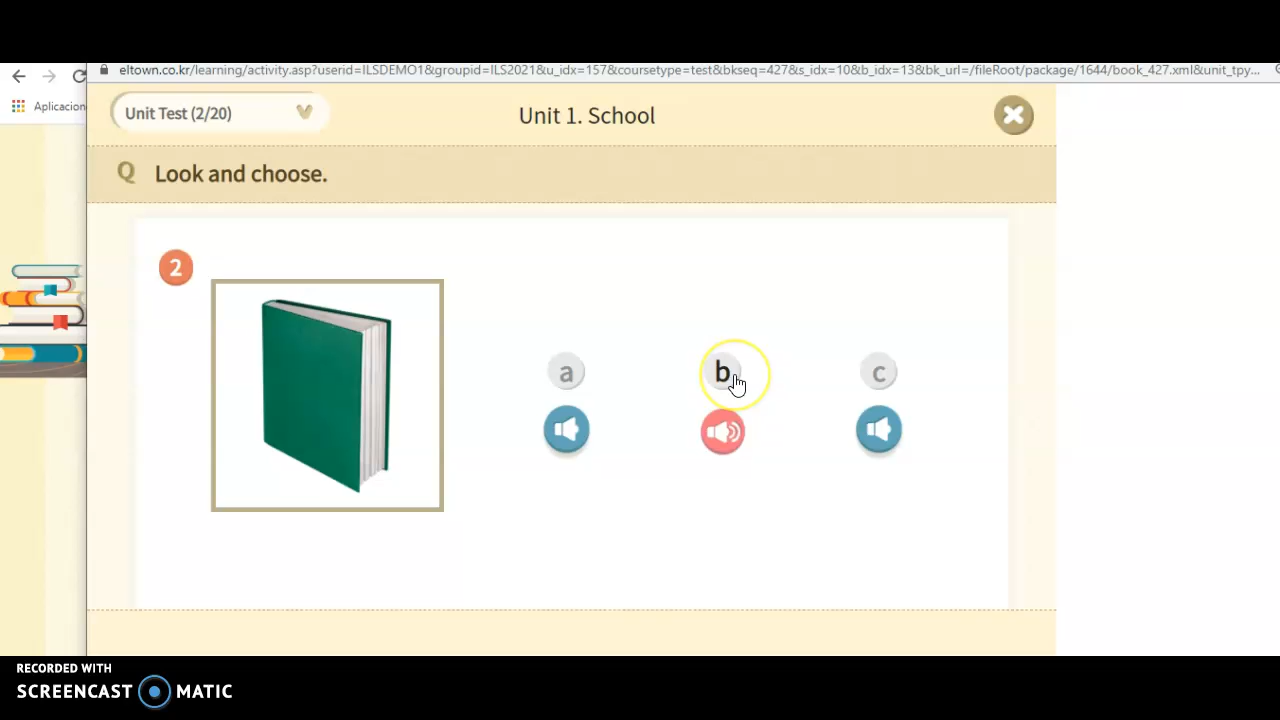 eltown.co.kr/learning/activity.asp?userid=ILSDEMO1&groupid=ILS2021&u_idx=157&coursetype=test&bkseq=427&s_idx=10&b_idx=13&bk_url=/fileRoot/package/1644/book_427.xml&unit_tpy...
Aplicacion
Unit Test (2/20)
Unit 1. School
Q Look and choose.
2
a b c
RECORDED WITH
SCREENCAST MATIC